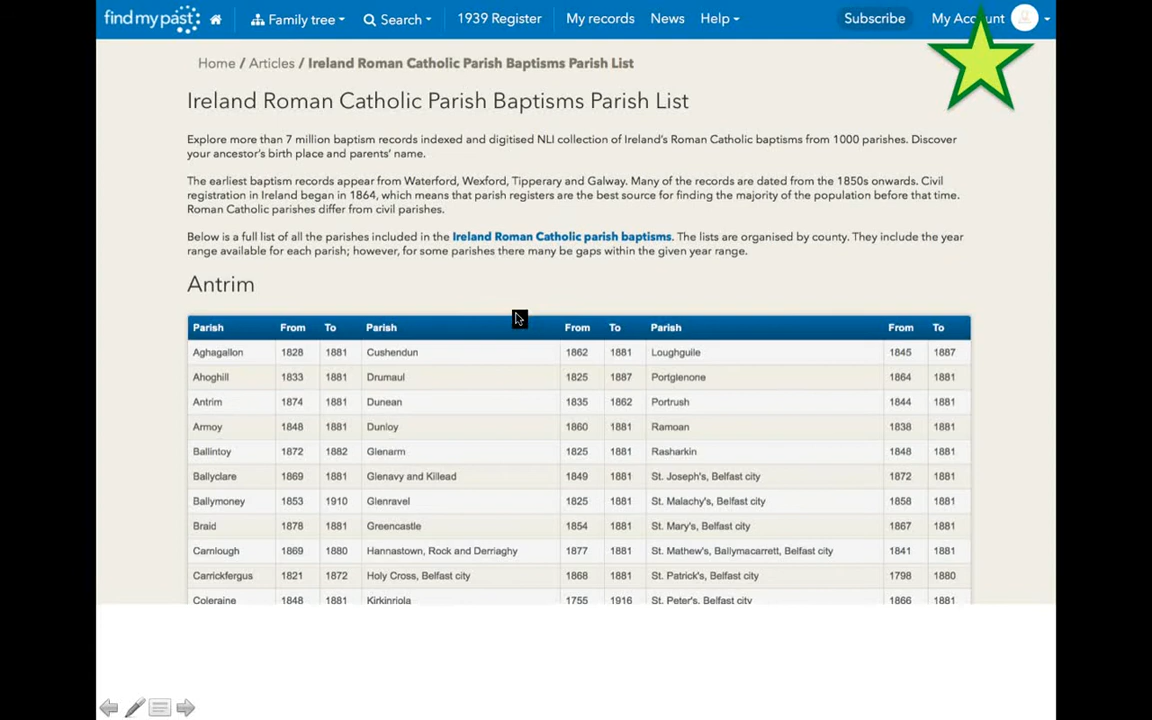 findmypast Family tree Search 1939 Register My records News Help Subscribe My Account
Home / Articles / Ireland Roman Catholic Parish Baptisms Parish List
Ireland Roman Catholic Parish Baptisms Parish List
Explore more than 7 million baptism records indexed and digitised NLI collection of Ireland's Roman Catholic baptisms from 1000 parishes. Discover
your ancestor's birth place and parents' name.
The earliest baptism records appear from Waterford, Wexford, Tipperary and Galway. Many of the records are dated from the 1850s onwards. Civil
registration in Ireland began in 1864, which means that parish registers are the best source for finding the majority of the population before that time.
Roman Catholic parishes differ from civil parishes.
Below is a full list of all the parishes included in the Ireland Roman Catholic parish baptisms. The lists are organised by county. They include the year
range available for each parish; however, for some parishes there many be gaps within the given year range.
Antrim
Parish From To Parish From To Parish From To
Aghagallon 1828 1881 Cushendun 1862 1881 Loughguile 1845 1887
Ahoghill 1833 1881 Drumaul 1825 1887 Portglenone 1864 1881
Antrim 1874 1881 Dunean 1835 1862 Portrush 1844 1881
Armoy 1848 1881 Dunloy 1860 1881 Ramoan 1838 1881
Ballintoy 1872 1882 Glenarm 1825 1881 Rasharkin 1848 1881
Ballyclare 1869 1881 Glenavy and Killead 1849 1881 St. Joseph's, Belfast city 1872 1881
Ballymoney 1853 1910 Glenravel 1825 1881 St. Malachy's, Belfast city 1858 1881
Braid 1878 1881 Greencastle 1854 1881 St. Mary's, Belfast city 1867 1881
Carnlough 1869 1880 Hannastown, Rock and Derriaghy 1877 1881 St. Mathew's, Ballymacarrett, Belfast city 1841 1881
Carrickfergus 1821 1872 Holy Cross, Belfast city 1868 1881 St. Patrick's, Belfast city 1798 1880
Coleraine 1848 1881 Kirkinriola 1755 1916 St. Peter's, Belfast city 1866 1881